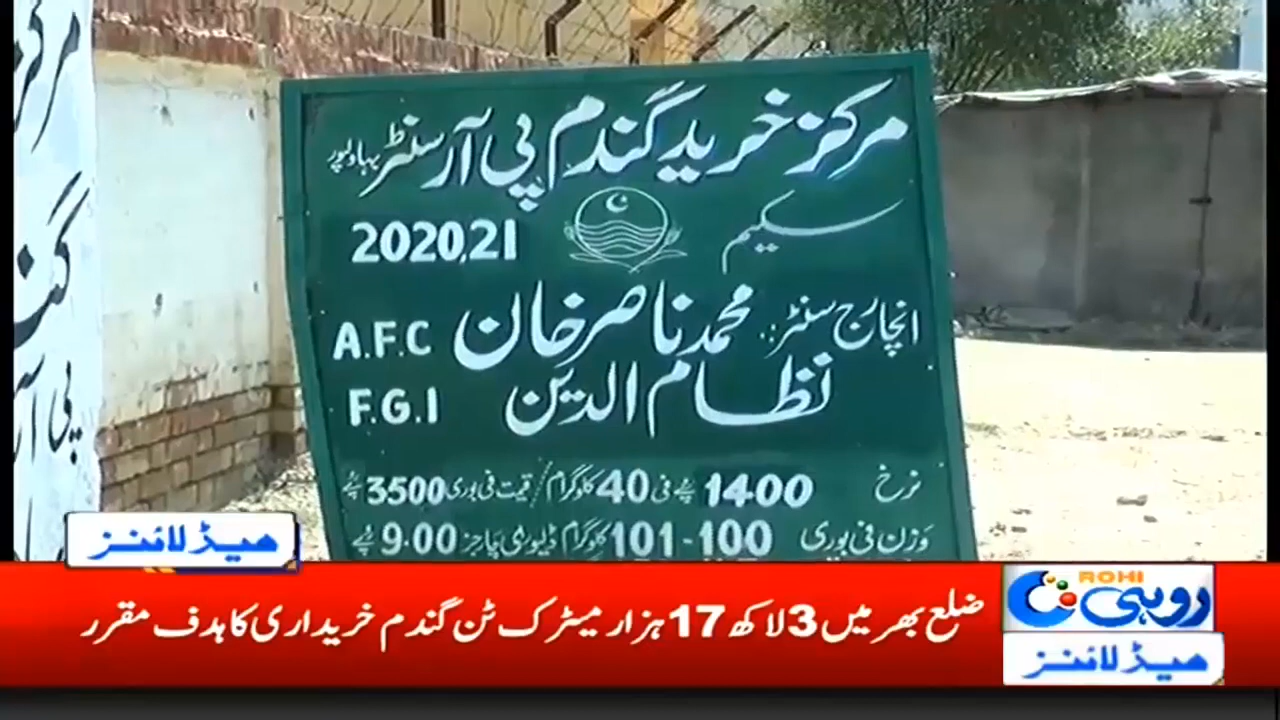 مرکز خرید گندم پی آر سنٹر بہاولپور
سکیم 2020,21
انچارج سنٹر: محمد ناصر خان A.F.C
نظام الدین F.G.I
نرخ 1400 روپے فی 40 کلوگرام / قیمت فی بوری 3500 روپے
وزن فی بوری 100-101 کلوگرام ڈلیوری چارجز 9.00 روپے
ہیڈ لائنز
ضلع بھر میں 3 لاکھ 17 ہزار میٹرک ٹن گندم خریداری کا ہدف مقرر
ROHI
روہی
ہیڈ لائنز